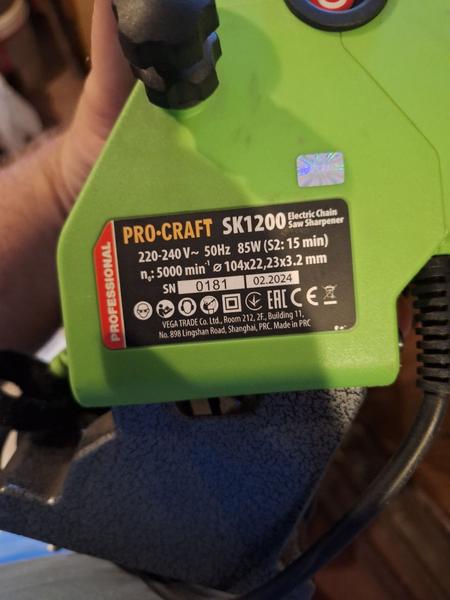 PROFESSIONAL
PRO-CRAFT SK1200 Electric Chain Saw Sharpener
220-240 V~ 50Hz 85W (S2: 15 min)
n₀: 5000 min⁻¹ ⌀ 104x22,23x3.2 mm
SN 0181 02.2024
EAC CE
VEGA TRADE Co. Ltd., Room 212, 2F., Building 11,
No. 898 Lingshan Road, Shanghai, PRC. Made in PRC